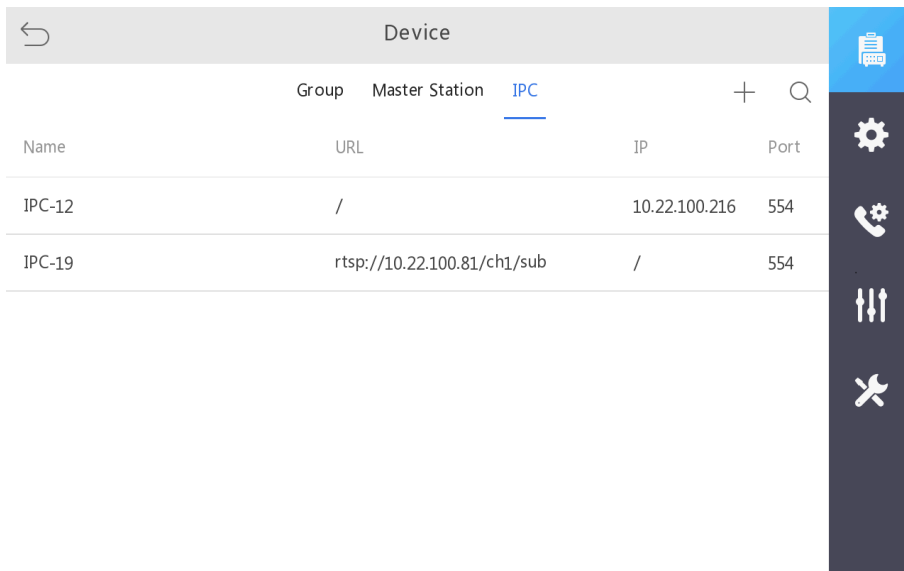 Device
Group Master Station IPC
Name URL IP Port
IPC-12 / 10.22.100.216 554
IPC-19 rtsp://10.22.100.81/ch1/sub / 554